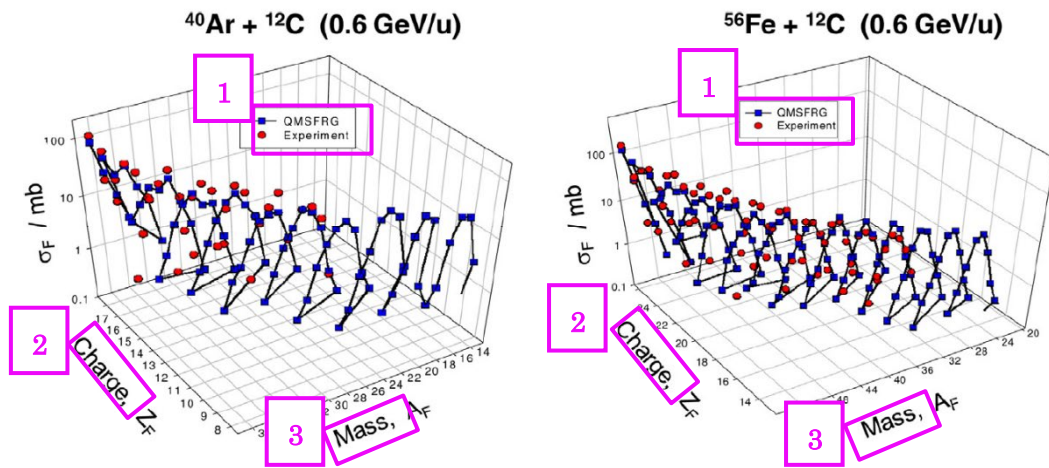 ⁴⁰Ar + ¹²C (0.6 GeV/u)
1
QMSFRG
Experiment
100
10
1
0.1
σF / mb
17
16
15
14
13
12
11
10
9
8
2
Charge, ZF
30 28 26 24 22 20 18 16 14
3
Mass, AF
⁵⁶Fe + ¹²C (0.6 GeV/u)
1
QMSFRG
Experiment
100
10
1
0.1
σF / mb
24
22
20
18
16
14
2
Charge, ZF
44 40 36 32 28 24 20
3
Mass, AF